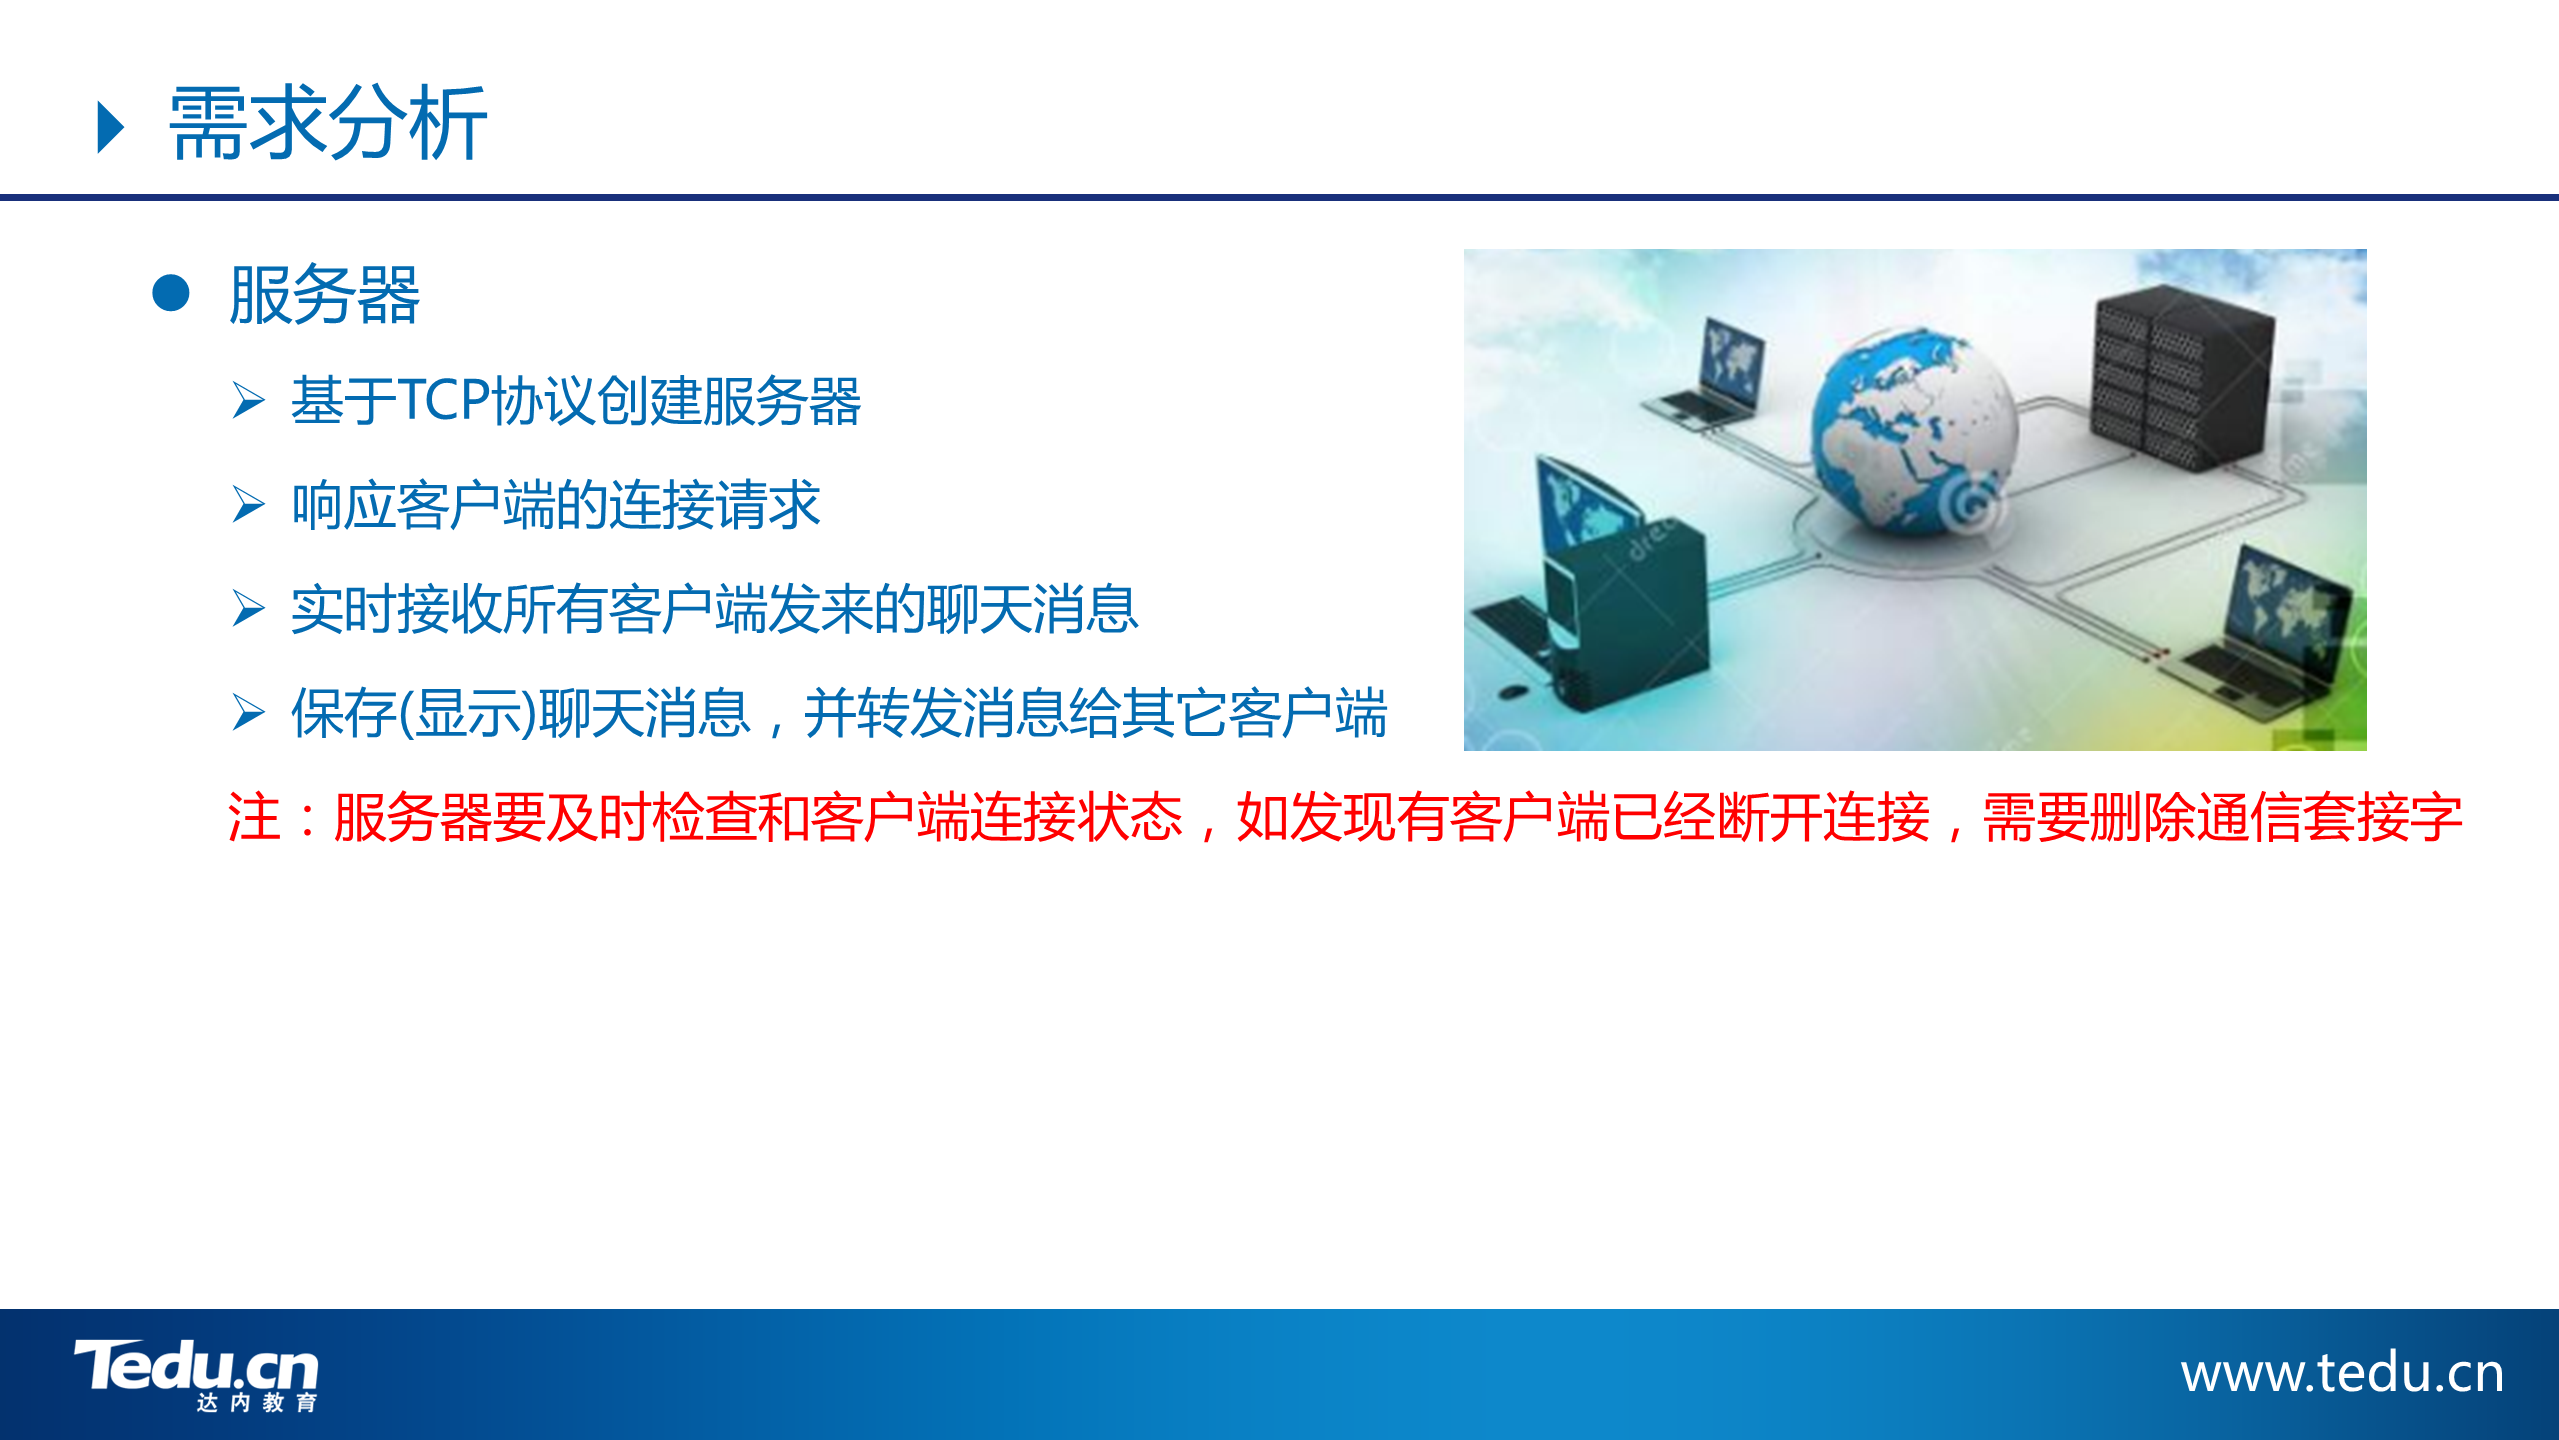 需求分析
服务器
基于TCP协议创建服务器
响应客户端的连接请求
实时接收所有客户端发来的聊天消息
保存(显示)聊天消息，并转发消息给其它客户端
注：服务器要及时检查和客户端连接状态，如发现有客户端已经断开连接，需要删除通信套接字
Tedu.cn
达内教育
www.tedu.cn